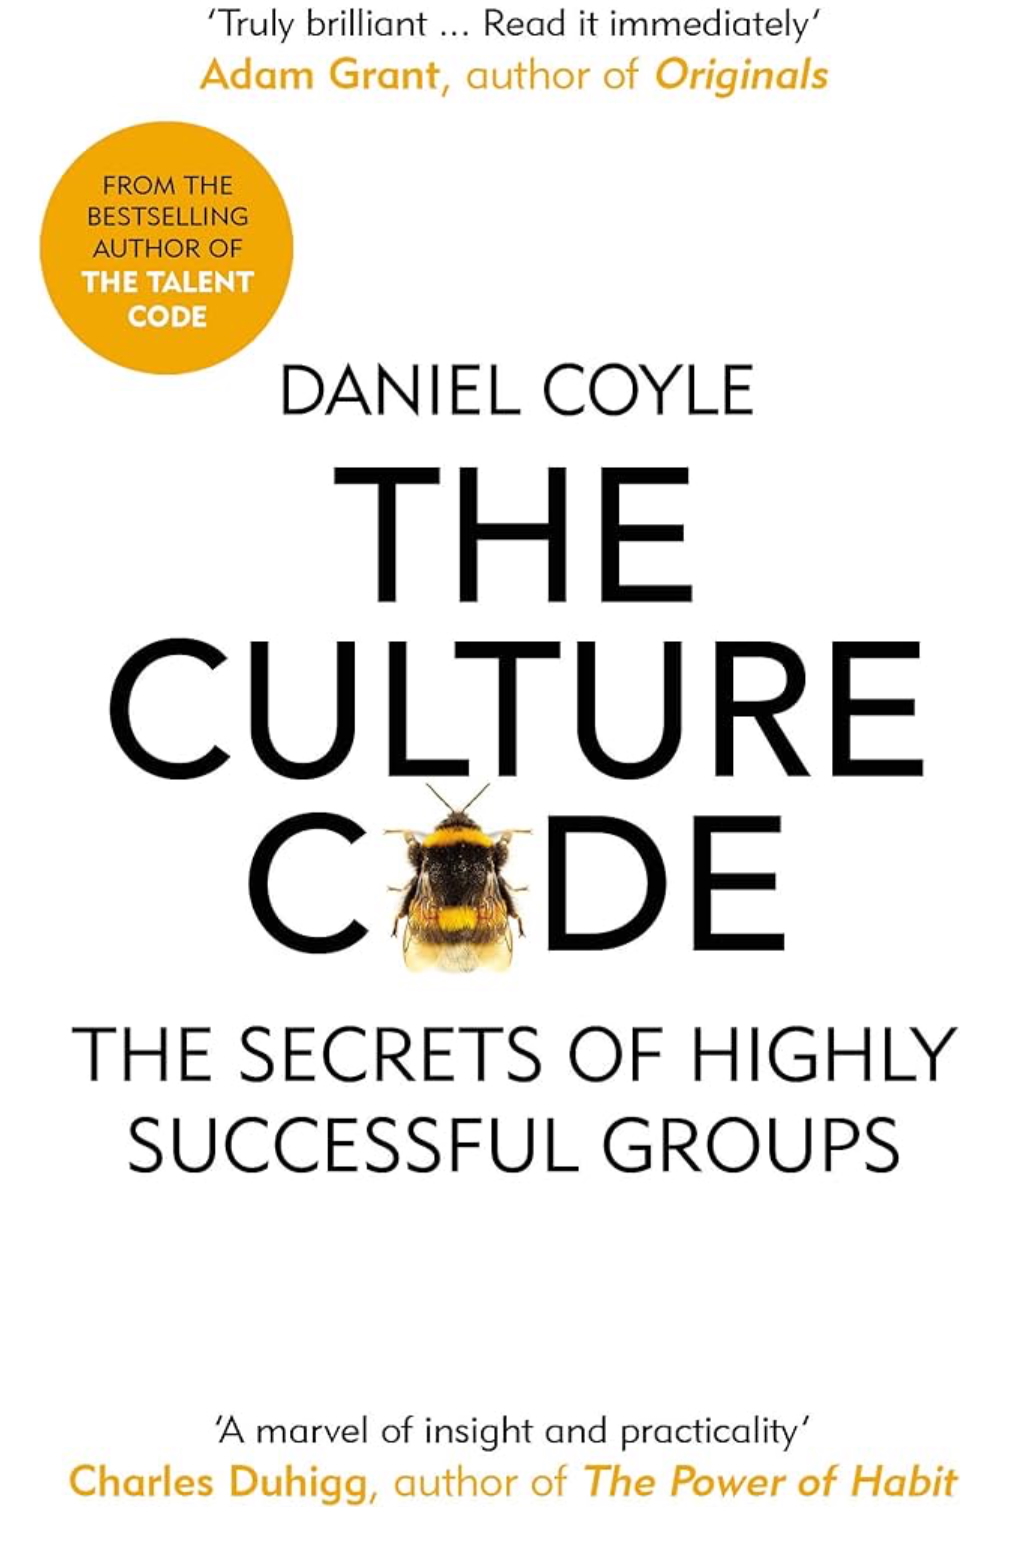 ‘Truly brilliant ... Read it immediately’
Adam Grant, author of Originals
FROM THE
BESTSELLING
AUTHOR OF
THE TALENT
CODE
DANIEL COYLE
THE
CULTURE
CODE
THE SECRETS OF HIGHLY
SUCCESSFUL GROUPS
‘A marvel of insight and practicality’
Charles Duhigg, author of The Power of Habit